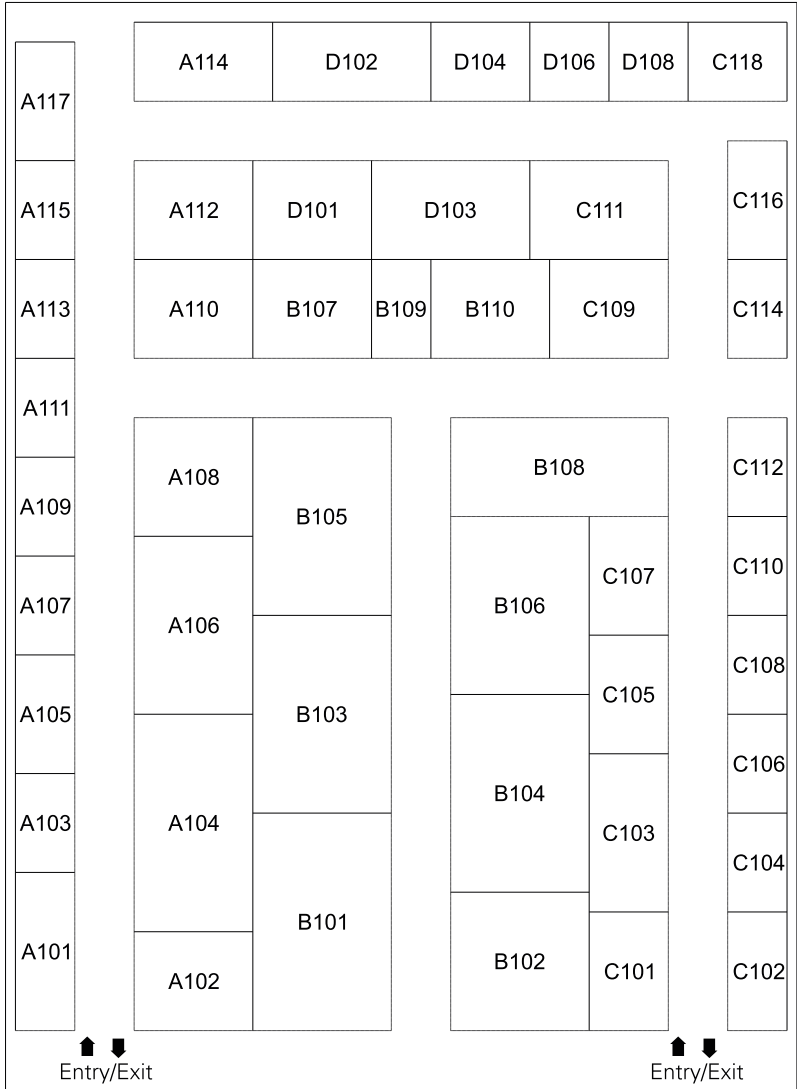 A114 D102 D104 D106 D108 C118
A117
A115 A112 D101 D103 C111 C116
A113 A110 B107 B109 B110 C109 C114
A111
A108 B108 C112
A109 B105
C110
A107 A106 B106 C107
C108
A105 B103 C105
C106
A103 A104 B104 C103
C104
B101
A101 A102 B102 C101 C102
Entry/Exit Entry/Exit